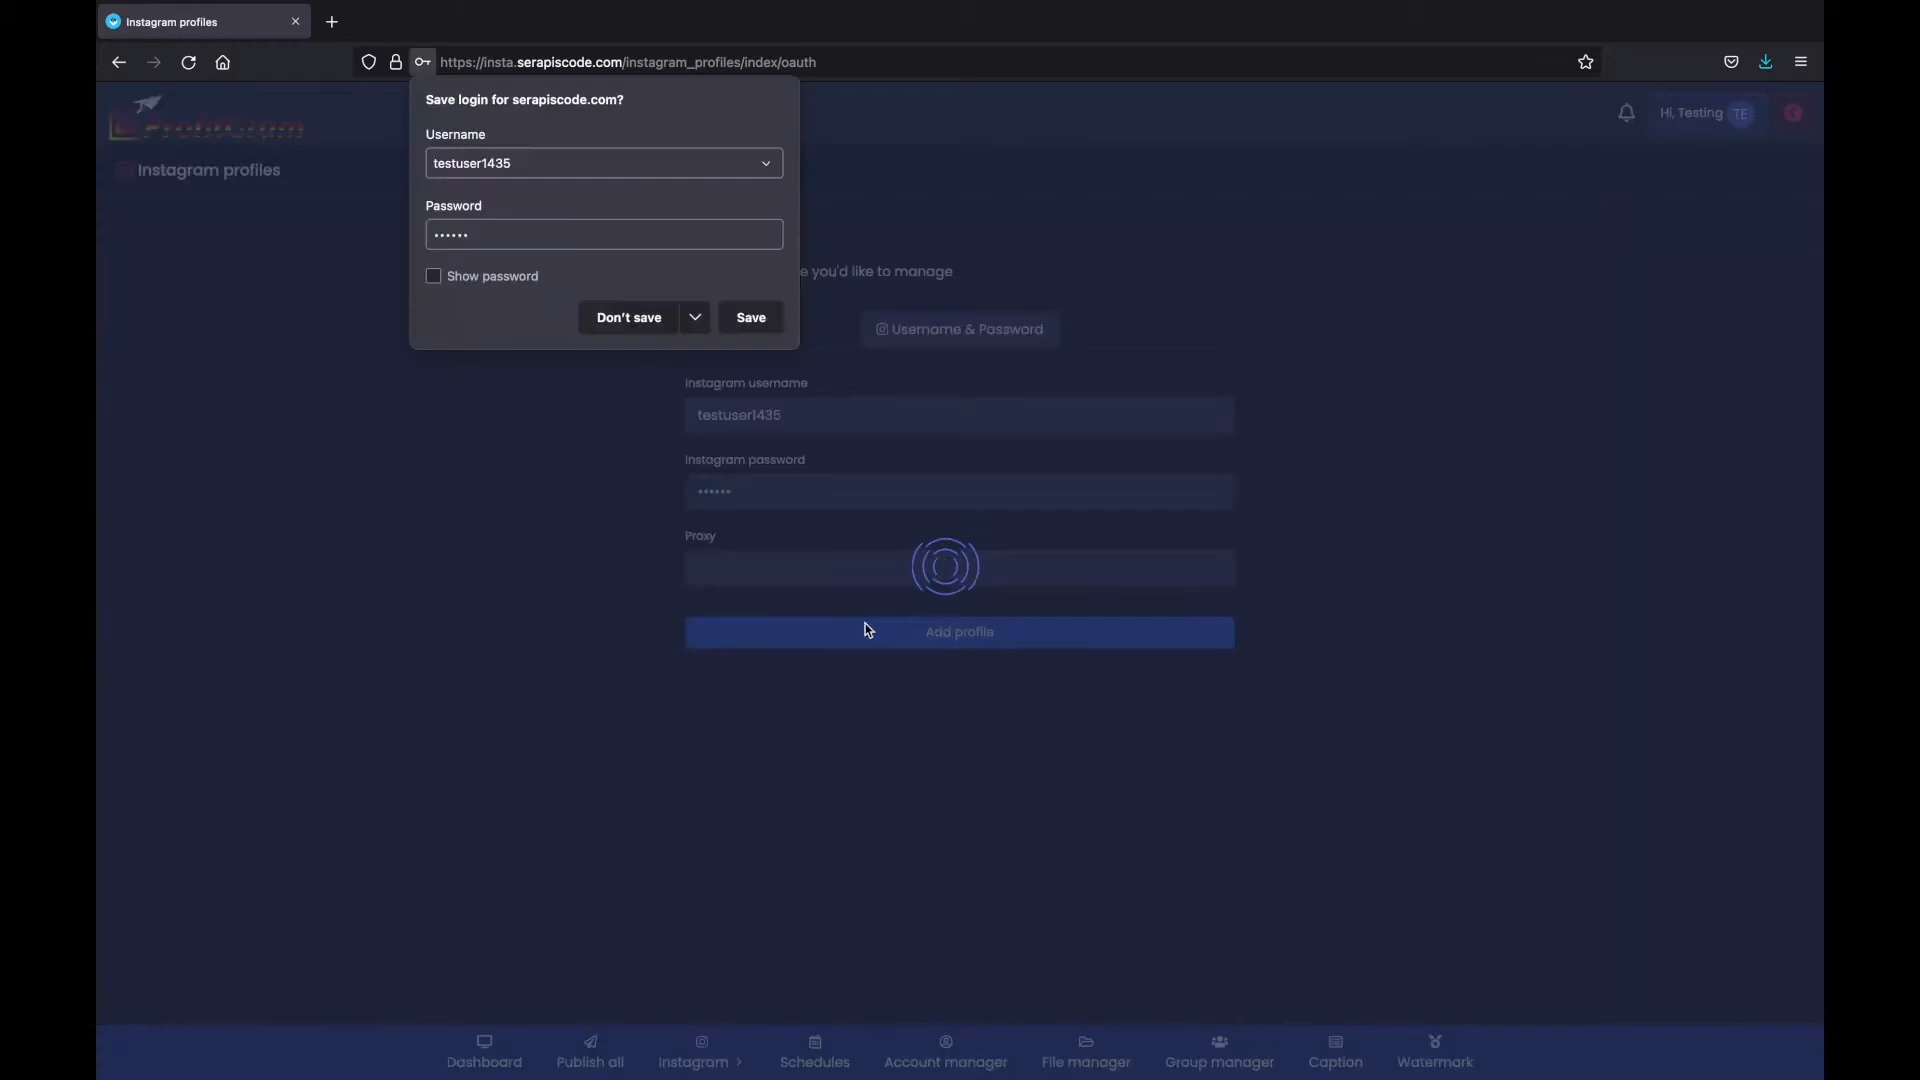 Instagram profiles
https://insta.serapiscode.com/instagram_profiles/index/oauth
Save login for serapiscode.com?
Username
testuser1435
Password
••••••
Show password
Don't save
Save
ProfitGram
Hi, Testing TE
Instagram profiles
e you'd like to manage
Username & Password
Instagram username
testuser1435
Instagram password
••••••
Proxy
Add profile
Dashboard
Publish all
Instagram
Schedules
Account manager
File manager
Group manager
Caption
Watermark